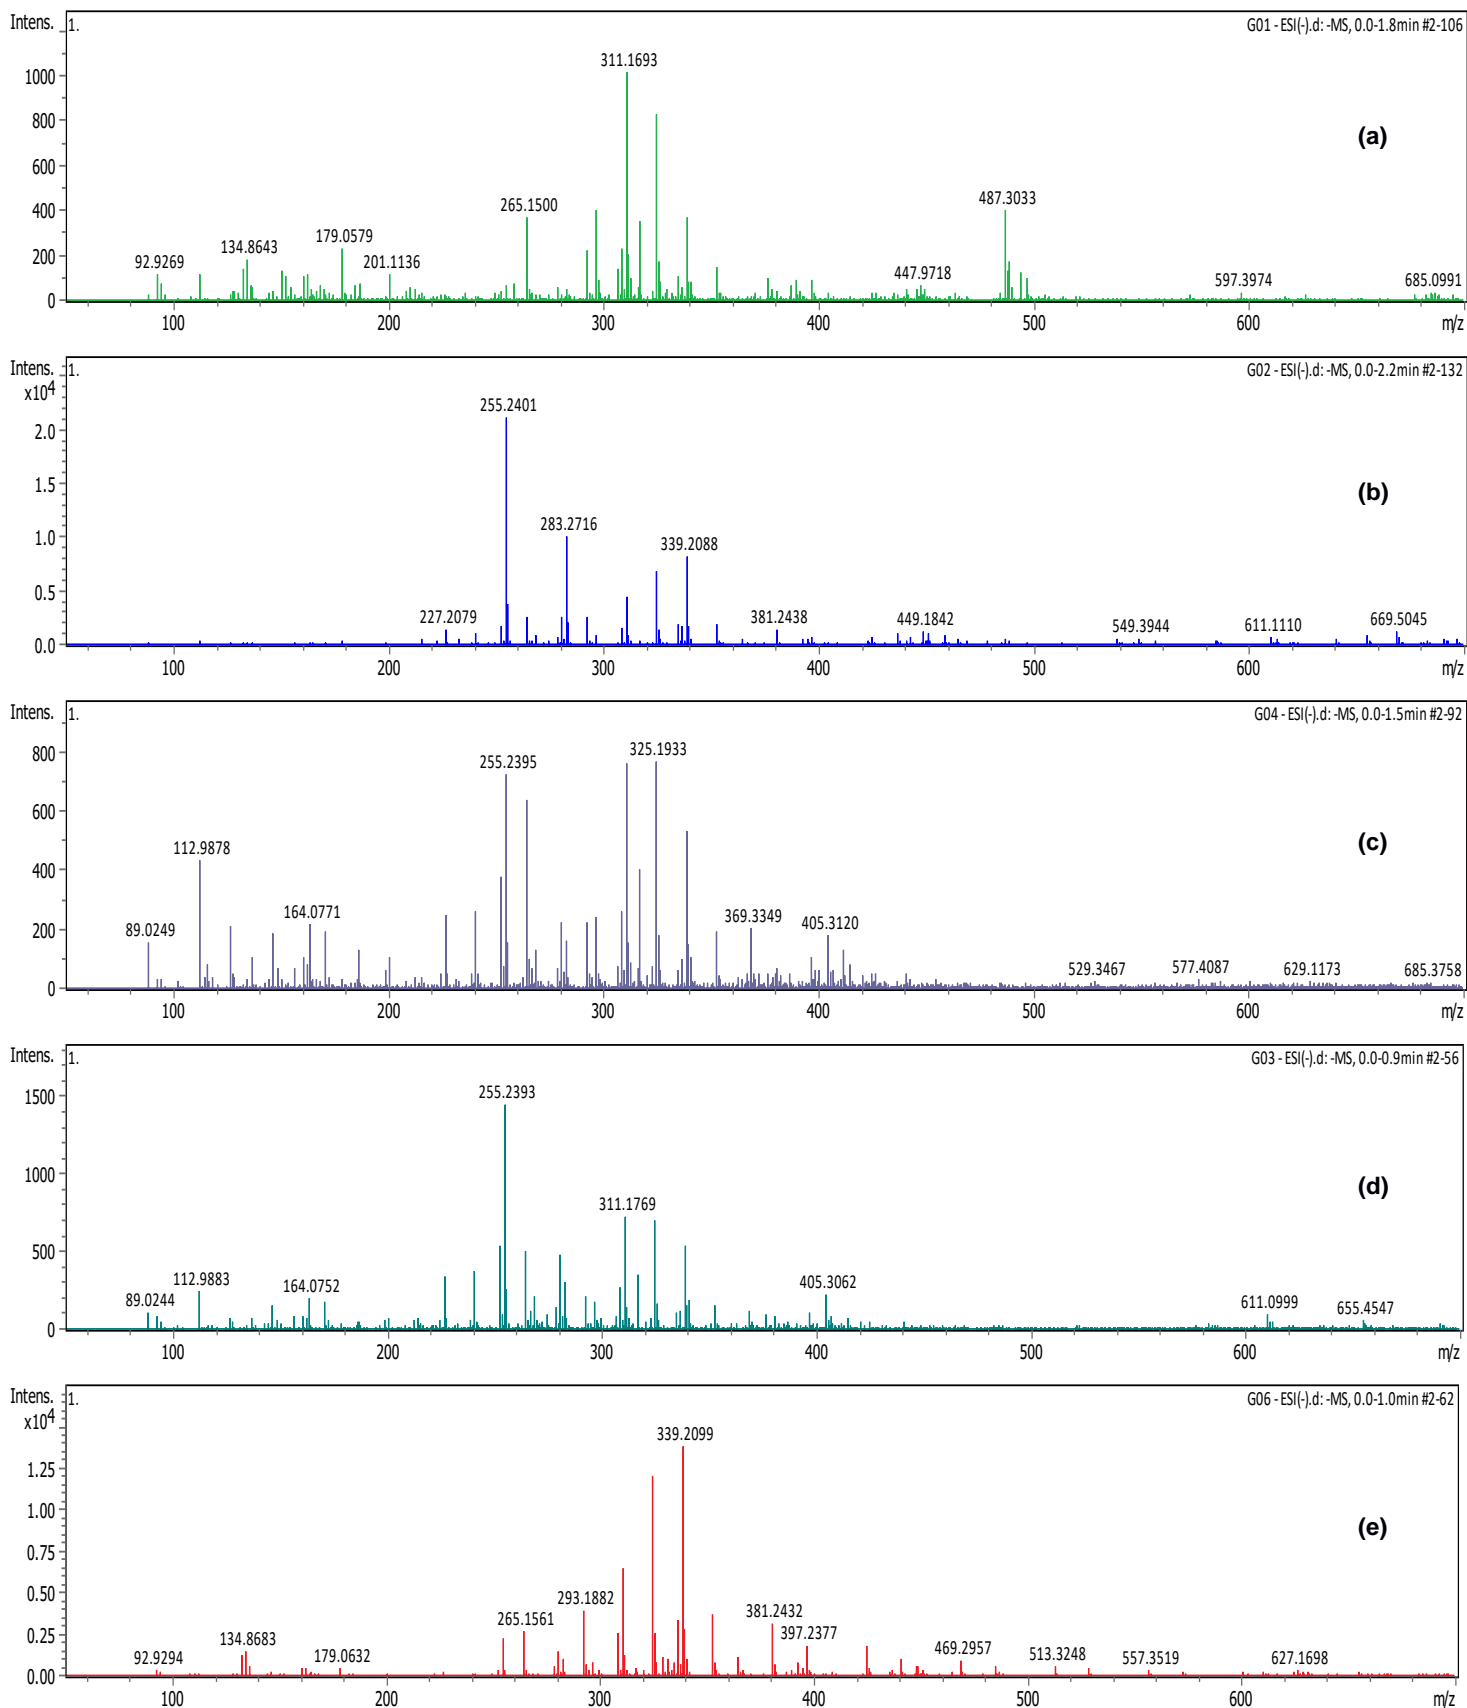 Intens. 1. G01 - ESI(-).d: -MS, 0.0-1.8min #2-106
311.1693
1000
(a)
800
600
487.3033
265.1500
400
179.0579
134.8643
92.9269 201.1136
200
447.9718
597.3974 685.0991
0
100 200 300 400 500 600 m/z
Intens. 1. G02 - ESI(-).d: -MS, 0.0-2.2min #2-132
x10^4
255.2401
2.0
1.5
(b)
283.2716
339.2088
1.0
0.5
227.2079 381.2438 449.1842 549.3944 611.1110 669.5045
0.0
100 200 300 400 500 600 m/z
Intens. 1. G04 - ESI(-).d: -MS, 0.0-1.5min #2-92
325.1933
255.2395
800
600
112.9878
(c)
400
164.0771
89.0249 369.3349 405.3120
200
529.3467 577.4087 629.1173 685.3758
0
100 200 300 400 500 600 m/z
Intens. 1. G03 - ESI(-).d: -MS, 0.0-0.9min #2-56
255.2393
1500
1000
311.1769
(d)
500
112.9883
89.0244 164.0752 405.3062
611.0999 655.4547
0
100 200 300 400 500 600 m/z
Intens. 1. G06 - ESI(-).d: -MS, 0.0-1.0min #2-62
x10^4
339.2099
1.25
1.00
(e)
0.75
0.50
293.1882
265.1561 381.2432
397.2377
0.25
134.8683
92.9294 179.0632 469.2957 513.3248 557.3519 627.1698
0.00
100 200 300 400 500 600 m/z